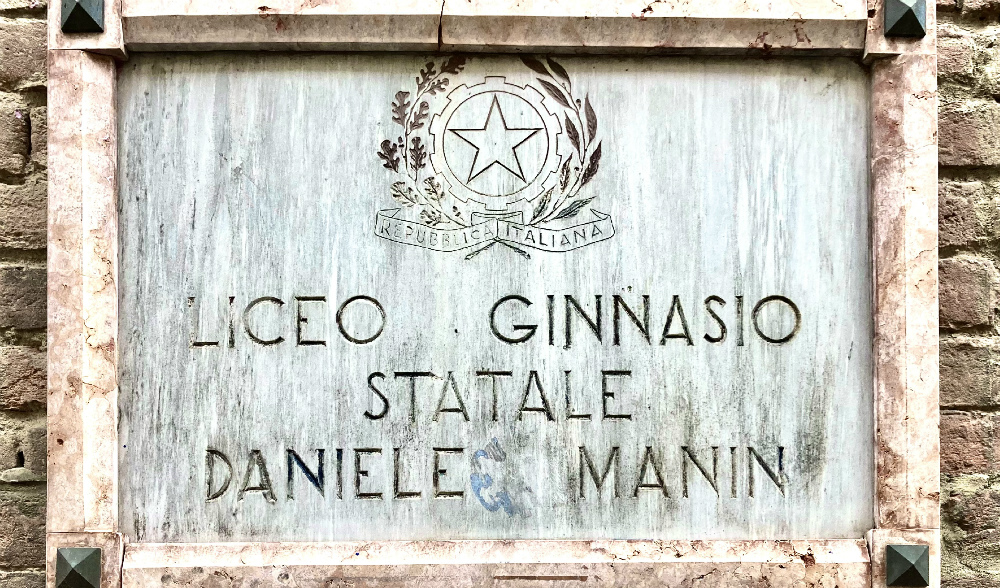 REPUBBLICA ITALIANA
LICEO GINNASIO
STATALE
DANIELE MANIN